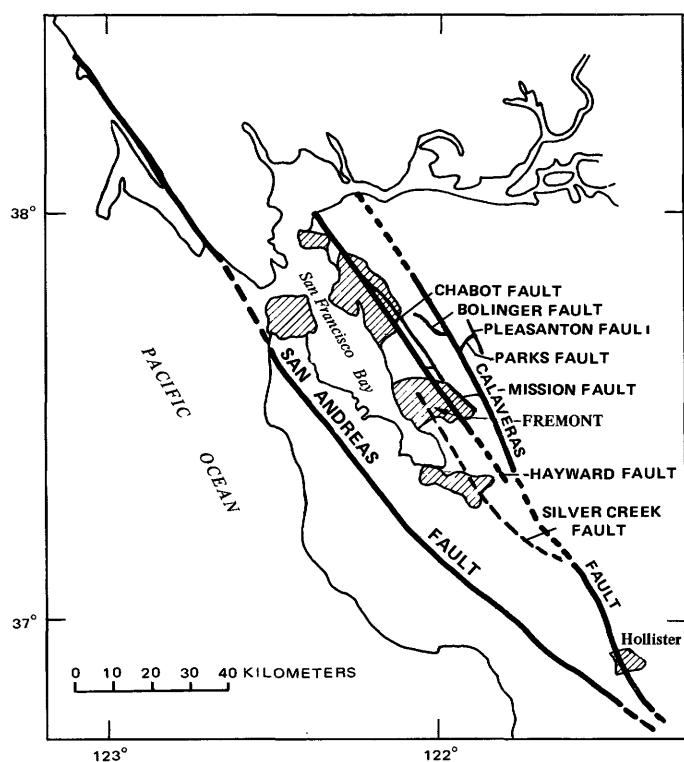 38°
San Francisco Bay
CHABOT FAULT
BOLINGER FAULT
PLEASANTON FAULT
PARKS FAULT
PACIFIC OCEAN
SAN ANDREAS FAULT
CALAVERAS FAULT
MISSION FAULT
FREMONT
HAYWARD FAULT
SILVER CREEK
FAULT
37°
Hollister
0 10 20 30 40 KILOMETERS
123°
122°